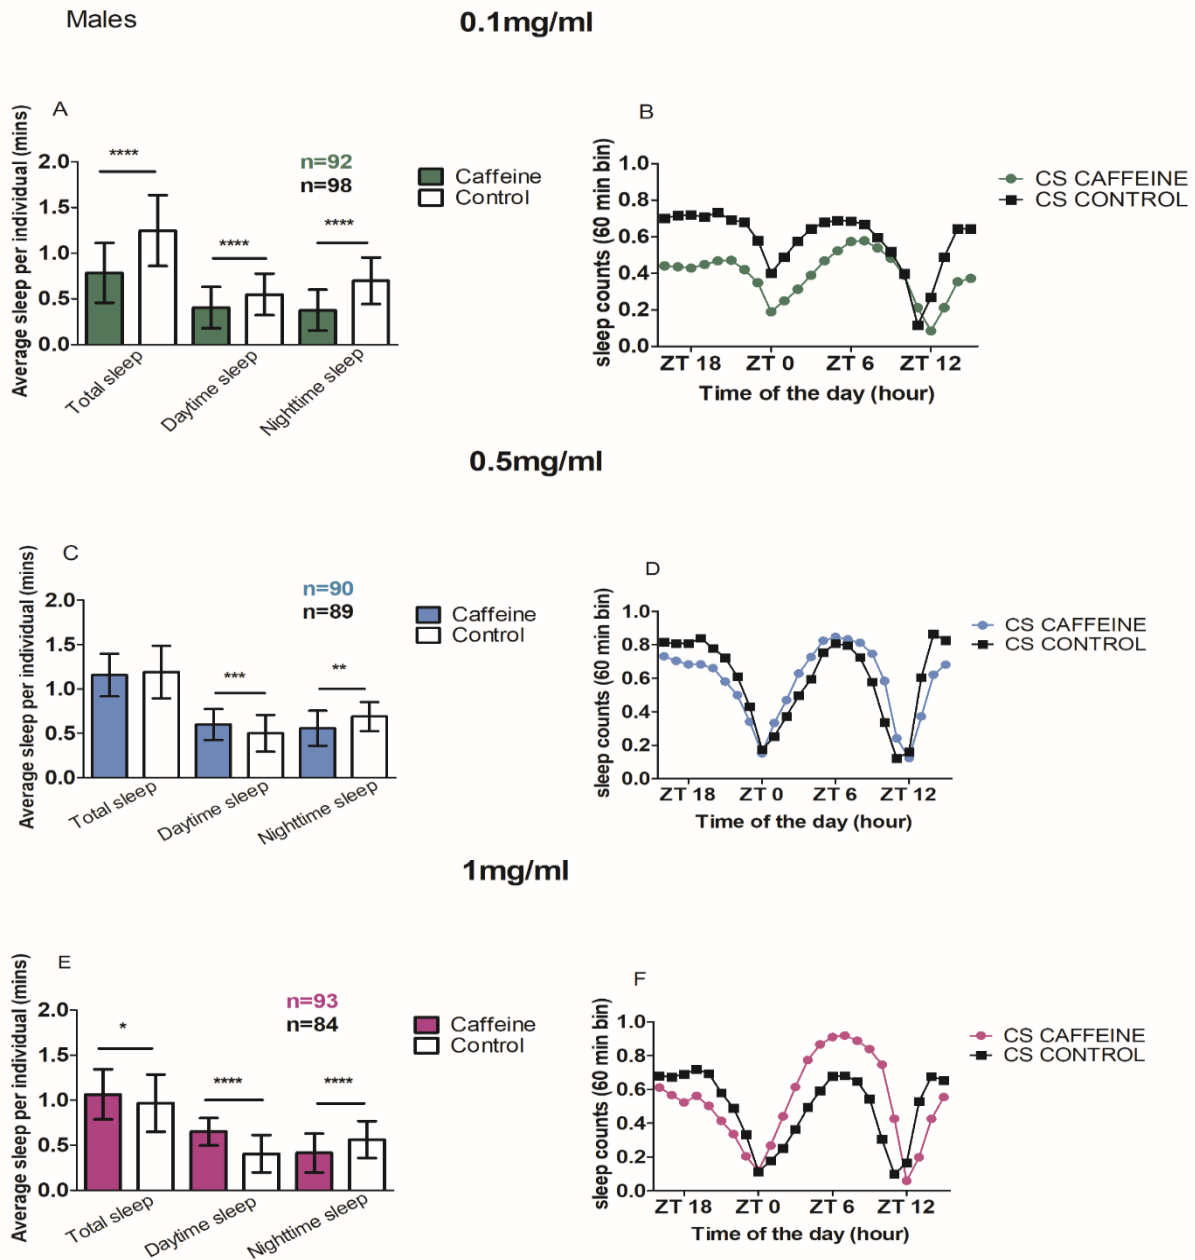 Males
0.1mg/ml
A
Average sleep per individual (mins)
2.0
1.5
1.0
0.5
0.0
****
****
****
n=92
n=98
Caffeine
Control
Total sleep
Daytime sleep
Nighttime sleep
B
sleep counts (60 min bin)
1.0
0.8
0.6
0.4
0.2
0.0
ZT 18
ZT 0
ZT 6
ZT 12
Time of the day (hour)
CS CAFFEINE
CS CONTROL
0.5mg/ml
C
Average sleep per individual (mins)
2.0
1.5
1.0
0.5
0.0
***
**
n=90
n=89
Caffeine
Control
Total sleep
Daytime sleep
Nighttime sleep
D
sleep counts (60 min bin)
1.0
0.8
0.6
0.4
0.2
0.0
ZT 18
ZT 0
ZT 6
ZT 12
Time of the day (hour)
CS CAFFEINE
CS CONTROL
1mg/ml
E
Average sleep per individual (mins)
2.0
1.5
1.0
0.5
0.0
*
****
****
n=93
n=84
Caffeine
Control
Total sleep
Daytime sleep
Nighttime sleep
F
sleep counts (60 min bin)
1.0
0.8
0.6
0.4
0.2
0.0
ZT 18
ZT 0
ZT 6
ZT 12
Time of the day (hour)
CS CAFFEINE
CS CONTROL